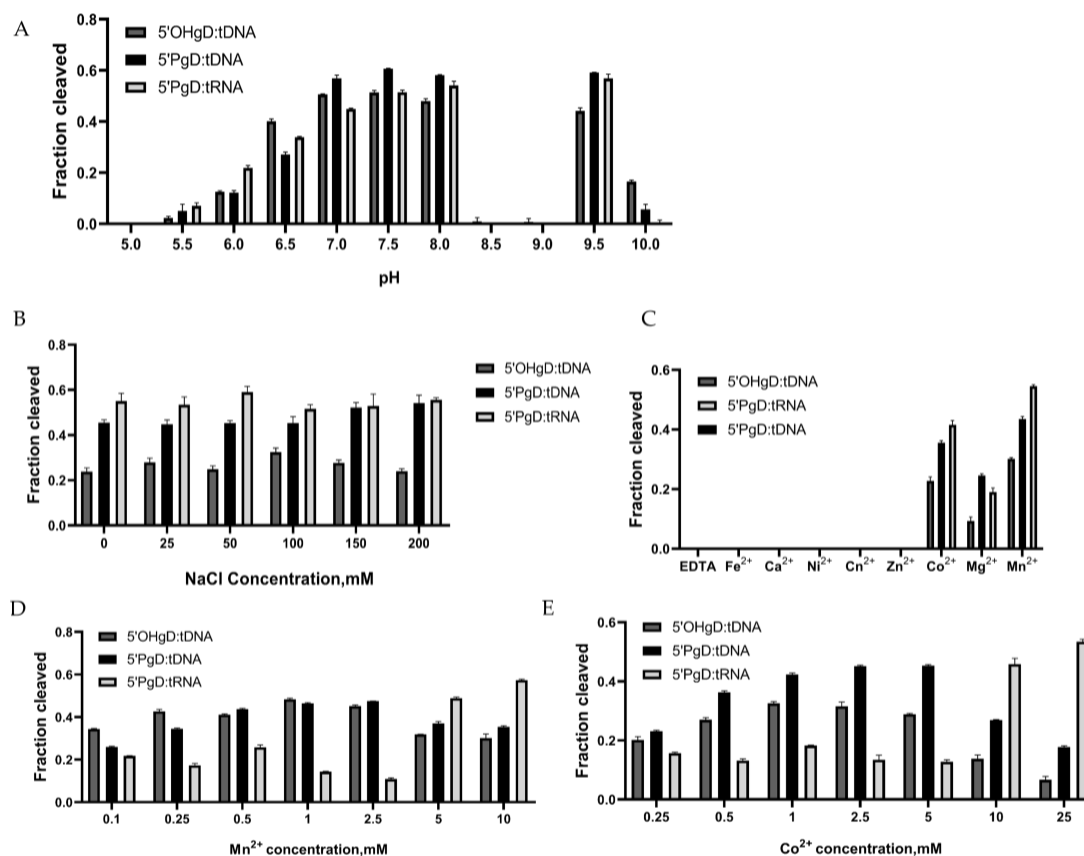 A
5'OHgD:tDNA
5'PgD:tDNA
5'PgD:tRNA
Fraction cleaved
0.8
0.6
0.4
0.2
0.0
5.0 5.5 6.0 6.5 7.0 7.5 8.0 8.5 9.0 9.5 10.0
pH
B
Fraction cleaved
0.8
0.6
0.4
0.2
0.0
0 25 50 100 150 200
NaCl Concentration,mM
5'OHgD:tDNA
5'PgD:tDNA
5'PgD:tRNA
C
Fraction cleaved
0.6
0.4
0.2
0.0
5'OHgD:tDNA
5'PgD:tRNA
5'PgD:tDNA
EDTA Fe2+ Ca2+ Ni2+ Cn2+ Zn2+ Co2+ Mg2+ Mn2+
D
Fraction cleaved
0.8
0.6
0.4
0.2
0.0
5'OHgD:tDNA
5'PgD:tDNA
5'PgD:tRNA
0.1 0.25 0.5 1 2.5 5 10
Mn2+ concentration,mM
E
Fraction cleaved
0.6
0.4
0.2
0.0
5'OHgD:tDNA
5'PgD:tDNA
5'PgD:tRNA
0.25 0.5 1 2.5 5 10 25
Co2+ concentration,mM